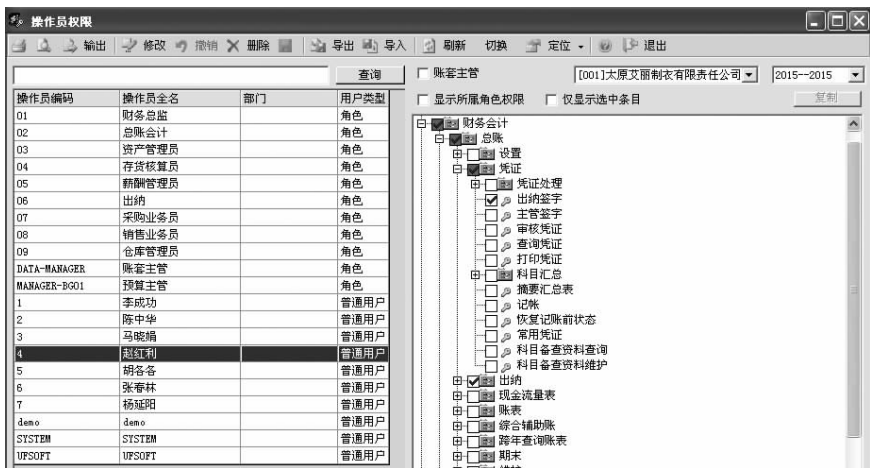 操作员权限
输出 修改 撤销 删除 导出 导入 刷新 切换 定位 退出
查询 账套主管 [001]太原艾丽制衣有限责任公司 2015--2015
显示所属角色权限 仅显示选中条目 复制
操作员编码 操作员全名 部门 用户类型
01 财务总监 角色
02 总账会计 角色
03 资产管理员 角色
04 存货核算员 角色
05 薪酬管理员 角色
06 出纳 角色
07 采购业务员 角色
08 销售业务员 角色
09 仓库管理员 角色
DATA-MANAGER 账套主管 角色
MANAGER-BG01 预算主管 角色
1 李成功 普通用户
2 陈中华 普通用户
3 马晓娟 普通用户
4 赵红利 普通用户
5 胡各各 普通用户
6 张春林 普通用户
7 杨延阳 普通用户
demo demo 普通用户
SYSTEM SYSTEM 普通用户
UFSOFT UFSOFT 普通用户
财务会计
总账
设置
凭证
凭证处理
出纳签字
主管签字
审核凭证
查询凭证
打印凭证
科目汇总
摘要汇总表
记帐
恢复记账前状态
常用凭证
科目备查资料查询
科目备查资料维护
出纳
现金流量表
账表
综合辅助账
跨年查询账表
期末